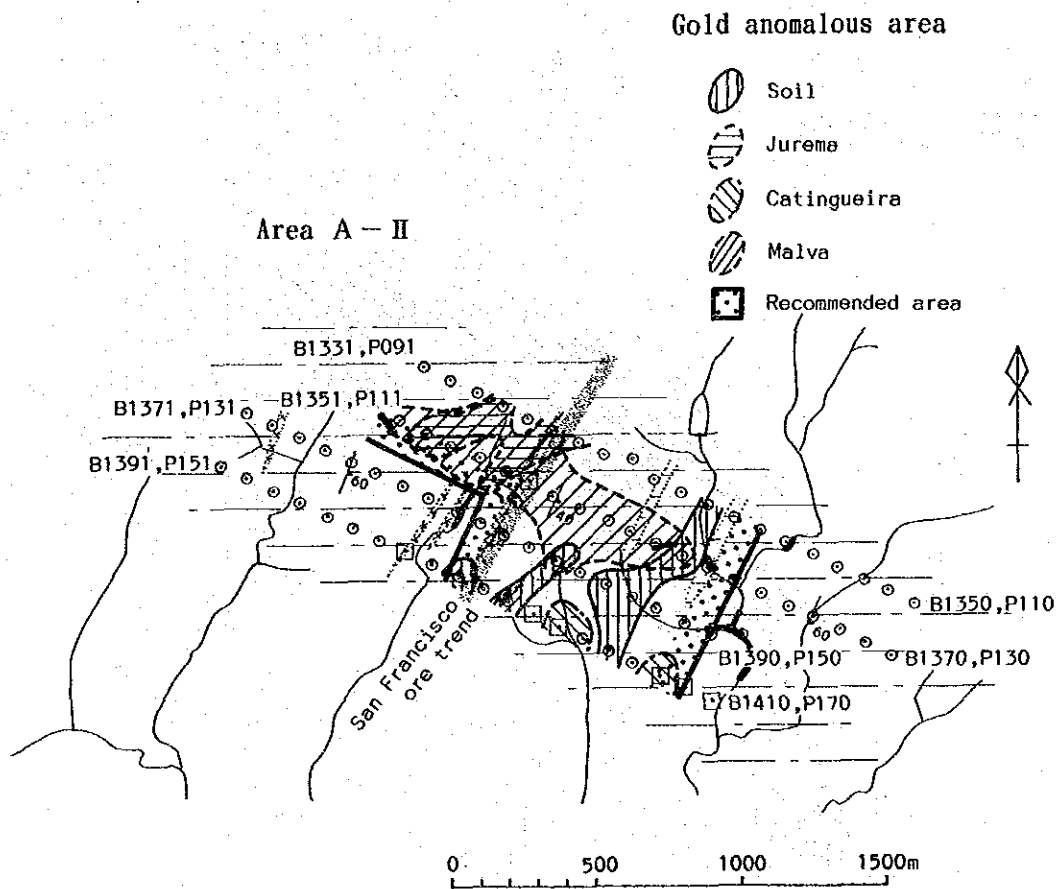 Gold anomalous area
Soil
Jurema
Catingueira
Malva
Recommended area
Area A-II
B1331,P091
B1351,P111
B1371,P131
B1391,P151
60
40
San Francisco
ore trend
60
B1350,P110
B1390,P150
B1370,P130
B1410,P170
0
500
1000
1500m